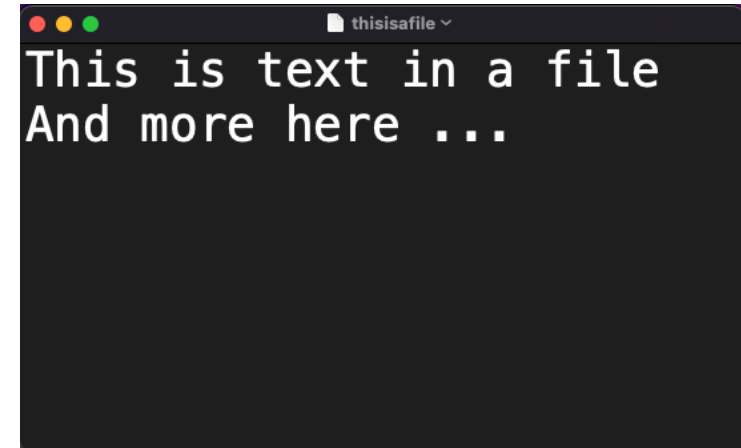 thisisafile
This is text in a file
And more here ...